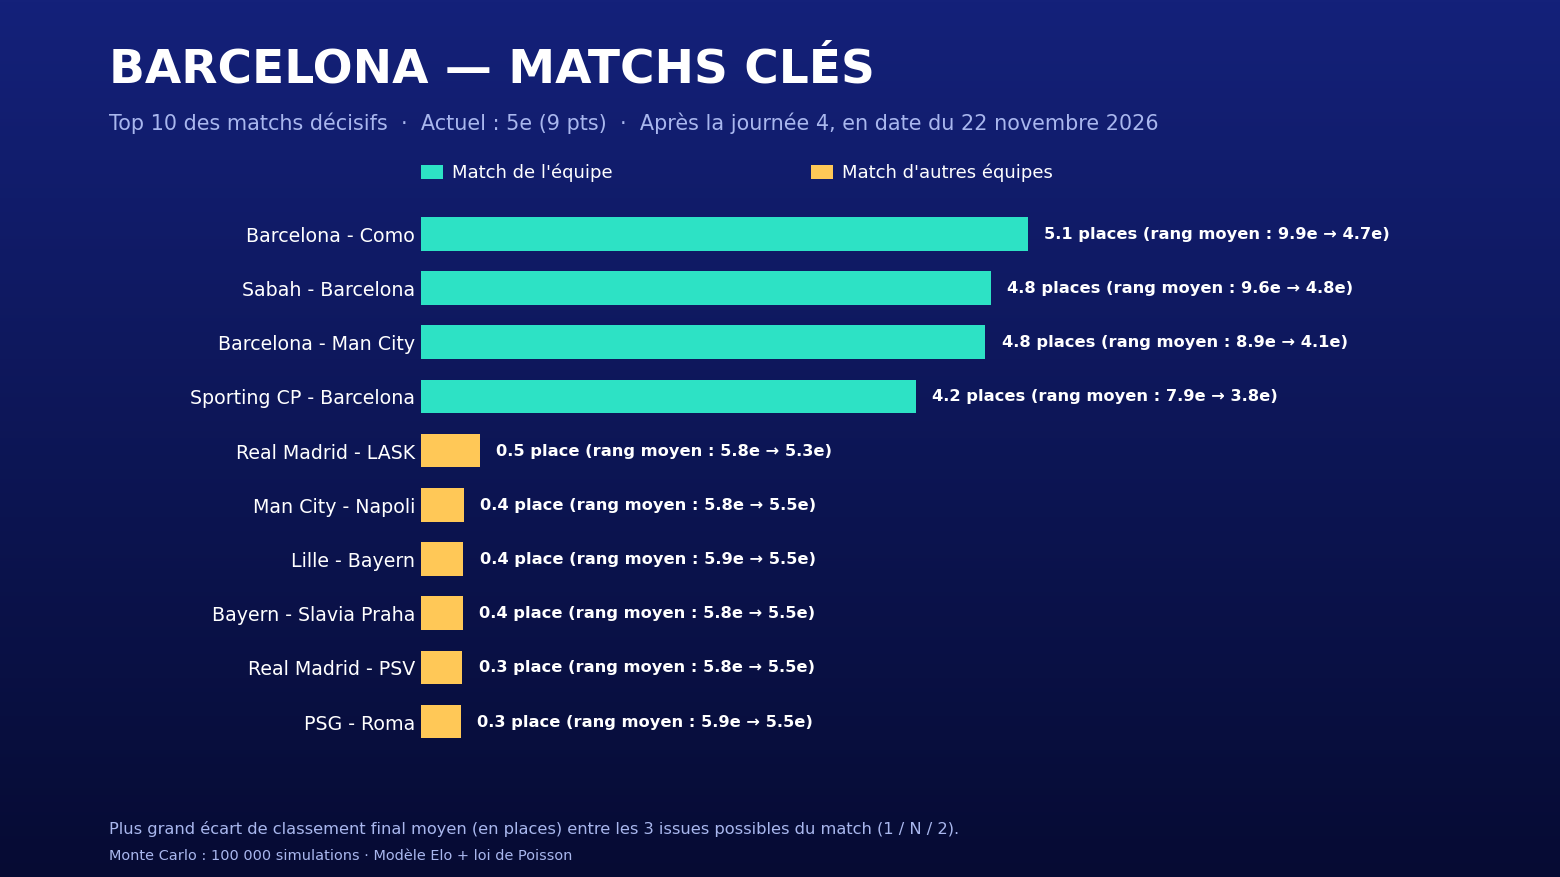 BARCELONA — MATCHS CLÉS
Top 10 des matchs décisifs · Actuel : 5e (9 pts) · Après la journée 4, en date du 22 novembre 2026
Match de l'équipe Match d'autres équipes
Barcelona - Como 5.1 places (rang moyen : 9.9e → 4.7e)
Sabah - Barcelona 4.8 places (rang moyen : 9.6e → 4.8e)
Barcelona - Man City 4.8 places (rang moyen : 8.9e → 4.1e)
Sporting CP - Barcelona 4.2 places (rang moyen : 7.9e → 3.8e)
Real Madrid - LASK 0.5 place (rang moyen : 5.8e → 5.3e)
Man City - Napoli 0.4 place (rang moyen : 5.8e → 5.5e)
Lille - Bayern 0.4 place (rang moyen : 5.9e → 5.5e)
Bayern - Slavia Praha 0.4 place (rang moyen : 5.8e → 5.5e)
Real Madrid - PSV 0.3 place (rang moyen : 5.8e → 5.5e)
PSG - Roma 0.3 place (rang moyen : 5.9e → 5.5e)
Plus grand écart de classement final moyen (en places) entre les 3 issues possibles du match (1 / N / 2).
Monte Carlo : 100 000 simulations · Modèle Elo + loi de Poisson